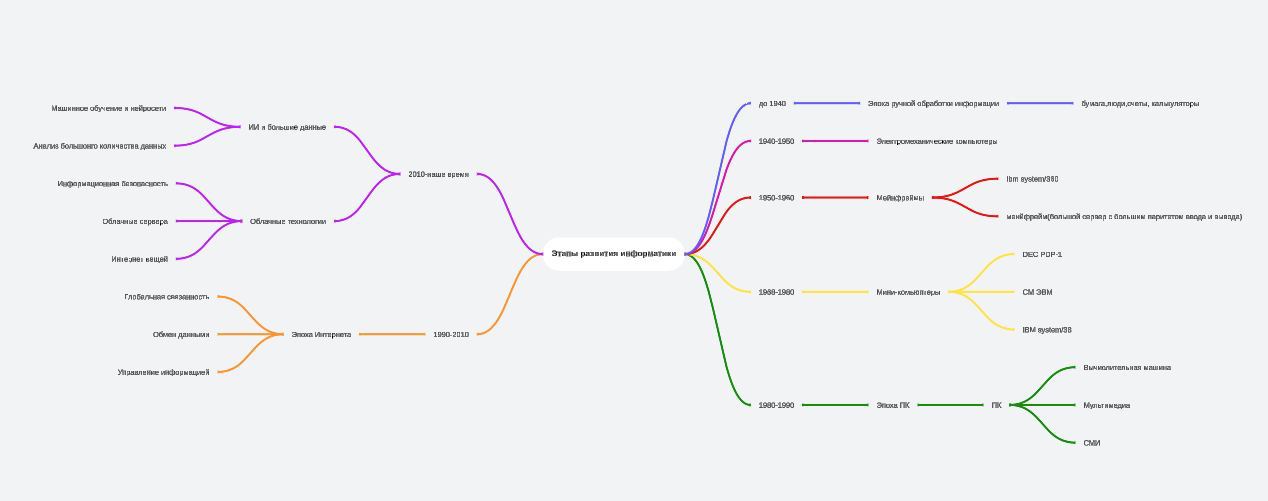 Этапы развития информатики
до 1940
Эпоха ручной обработки информации
бумага,люди,счеты, калькуляторы
1940-1950
Электромеханические компьютеры
1950-1960
Мейнфреймы
ibm system/360
мейнфрейм(большой сервер с большим паритетом ввода и вывода)
1960-1980
Мини-комьютеры
DEC PDP-1
СМ ЭВМ
IBM system/38
1980-1990
Эпоха ПК
ПК
Вычислительная машина
Мультимедиа
СМИ
2010-наше время
ИИ и большие данные
Машинное обучение и нейросети
Анализ большонго количества данных
Облачные технологии
Информационная безопасность
Облачные сервера
Интернет вещей
1990-2010
Эпоха Интернета
Глобальная связанность
Обмен данными
Управление информацией